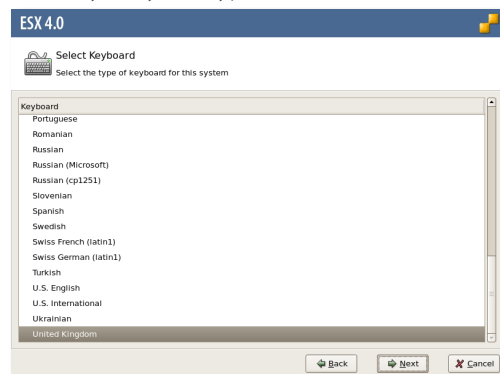 ESX 4.0
Select Keyboard
Select the type of keyboard for this system
Keyboard
Portuguese
Romanian
Russian
Russian (Microsoft)
Russian (cp1251)
Slovenian
Spanish
Swedish
Swiss French (latin1)
Swiss German (latin1)
Turkish
U.S. English
U.S. International
Ukrainian
United Kingdom
Back
Next
Cancel